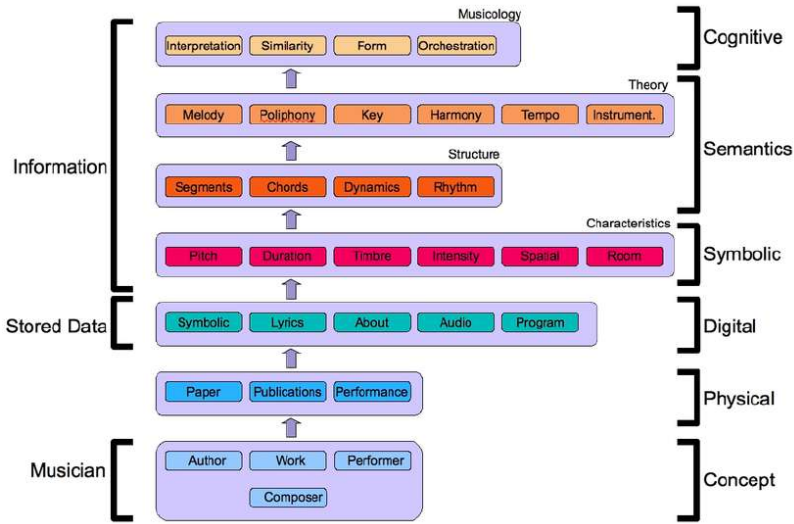 Musicology
Interpretation Similarity Form Orchestration
Cognitive
Theory
Melody Poliphony Key Harmony Tempo Instrument.
Semantics
Information
Structure
Segments Chords Dynamics Rhythm
Characteristics
Pitch Duration Timbre Intensity Spatial Room
Symbolic
Stored Data
Symbolic Lyrics About Audio Program
Digital
Paper Publications Performance
Physical
Musician
Author Work Performer
Composer
Concept